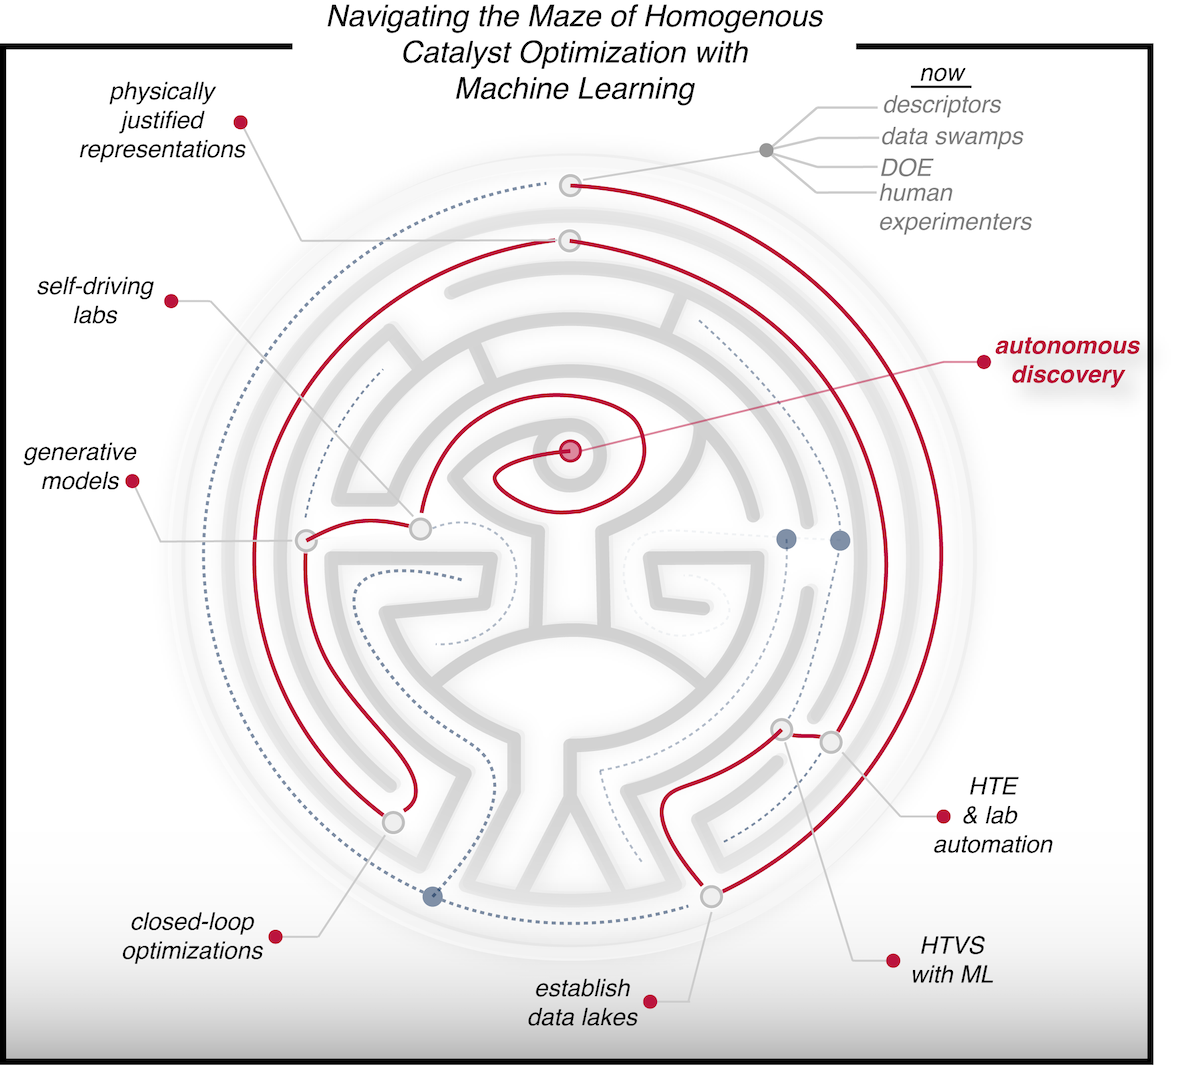 Navigating the Maze of Homogenous
Catalyst Optimization with
Machine Learning
now
descriptors
data swamps
DOE
human
experimenters
physically
justified
representations
self-driving
labs
autonomous
discovery
generative
models
HTE
& lab
automation
closed-loop
optimizations
HTVS
with ML
establish
data lakes